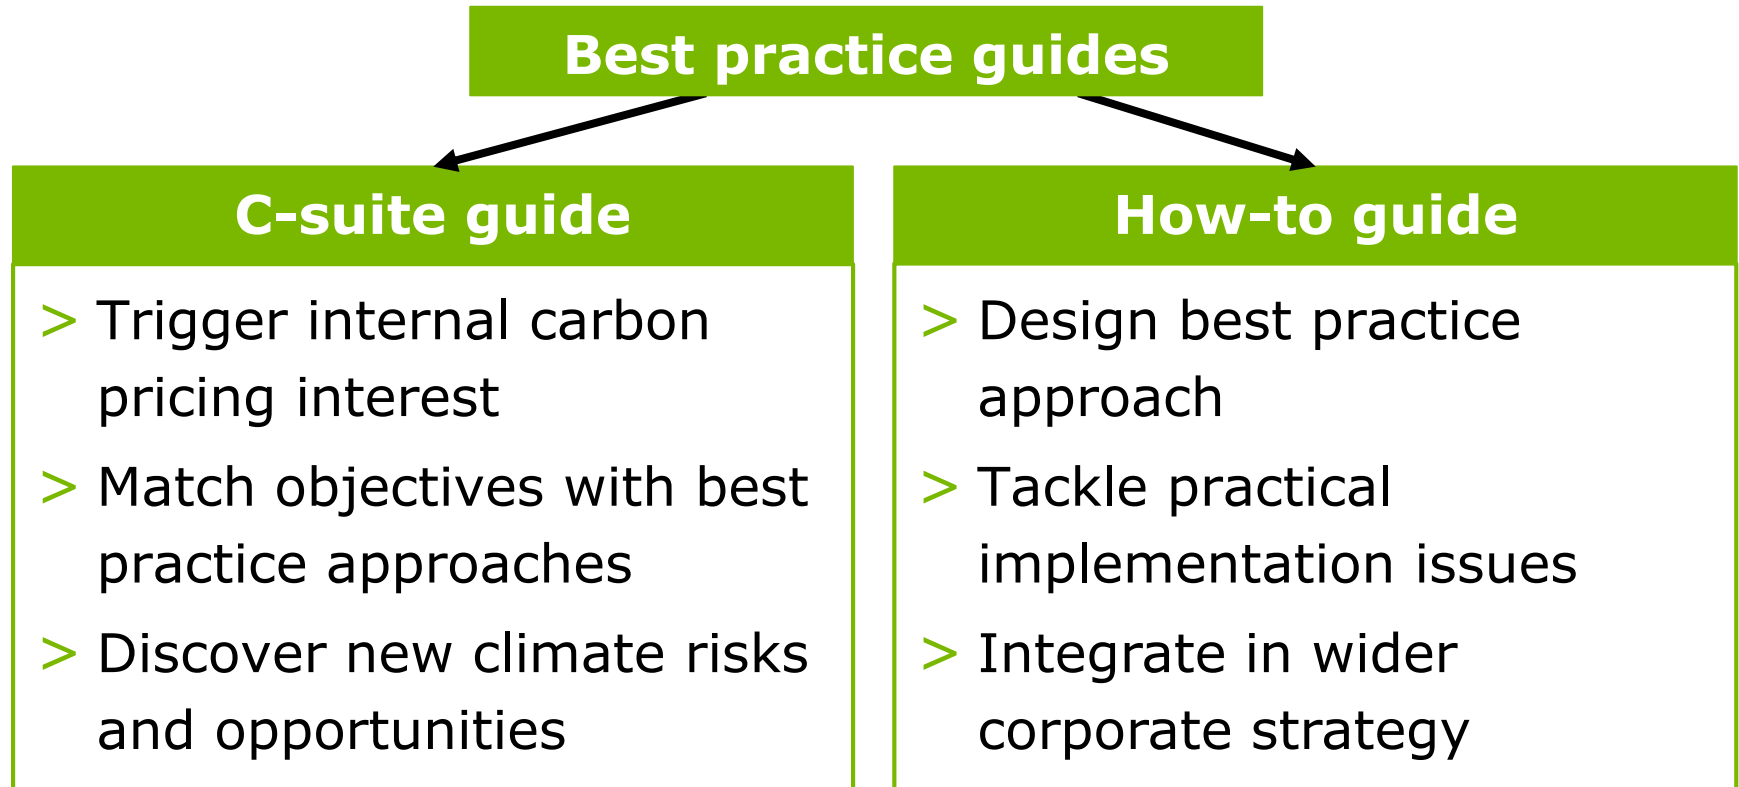 Best practice guides
C-suite guide
> Trigger internal carbon
pricing interest
> Match objectives with best
practice approaches
> Discover new climate risks
and opportunities
How-to guide
> Design best practice
approach
> Tackle practical
implementation issues
> Integrate in wider
corporate strategy